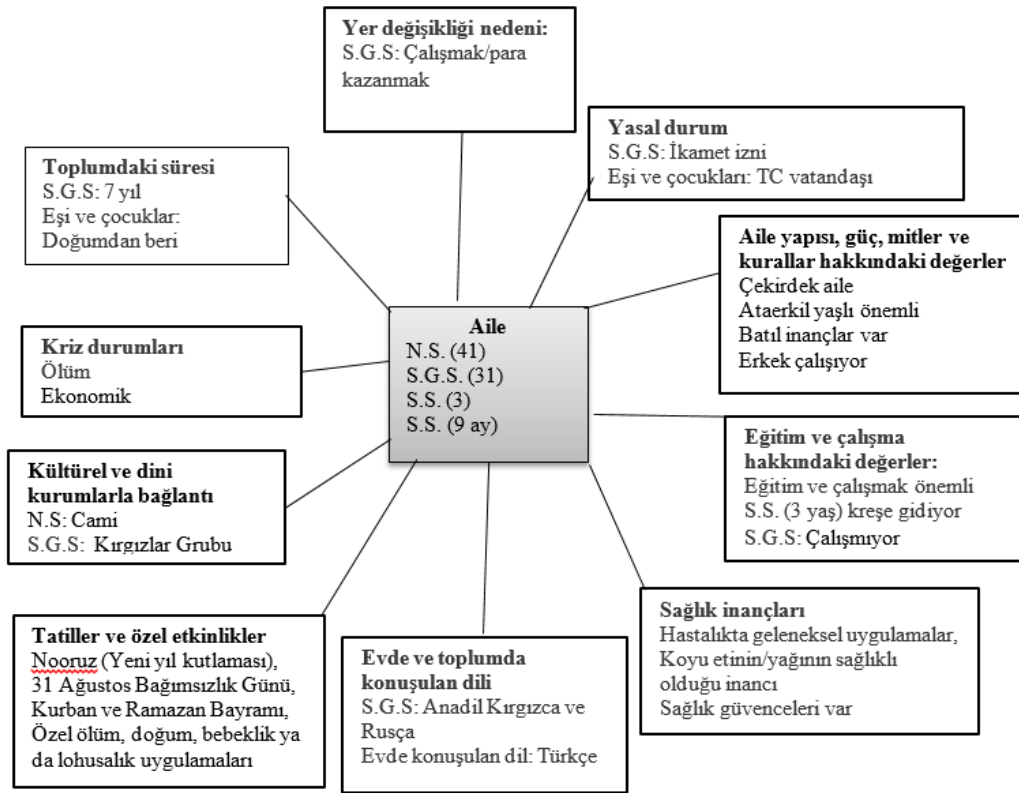 Yer değişikliği nedeni:
S.G.S: Çalışmak/para
kazanmak
Yasal durum
S.G.S: İkamet izni
Eşi ve çocukları: TC vatandaşı
Toplumdaki süresi
S.G.S: 7 yıl
Eşi ve çocuklar:
Doğumdan beri
Aile yapısı, güç, mitler ve
kurallar hakkındaki değerler
Çekirdek aile
Ataerkil yaşlı önemli
Batıl inançlar var
Erkek çalışıyor
Aile
N.S. (41)
S.G.S. (31)
S.S. (3)
S.S. (9 ay)
Kriz durumları
Ölüm
Ekonomik
Eğitim ve çalışma
hakkındaki değerler:
Eğitim ve çalışmak önemli
S.S. (3 yaş) kreşe gidiyor
S.G.S: Çalışmıyor
Kültürel ve dini
kurumlarla bağlantı
N.S: Cami
S.G.S: Kırgızlar Grubu
Sağlık inançları
Hastalıkta geleneksel uygulamalar,
Koyu etinin/yağının sağlıklı
olduğu inancı
Sağlık güvenceleri var
Tatiller ve özel etkinlikler
Nooruz (Yeni yıl kutlaması),
31 Ağustos Bağımsızlık Günü,
Kurban ve Ramazan Bayramı,
Özel ölüm, doğum, bebeklik ya
da lohusalık uygulamaları
Evde ve toplumda
konuşulan dili
S.G.S: Anadil Kırgızca ve
Rusça
Evde konuşulan dil: Türkçe